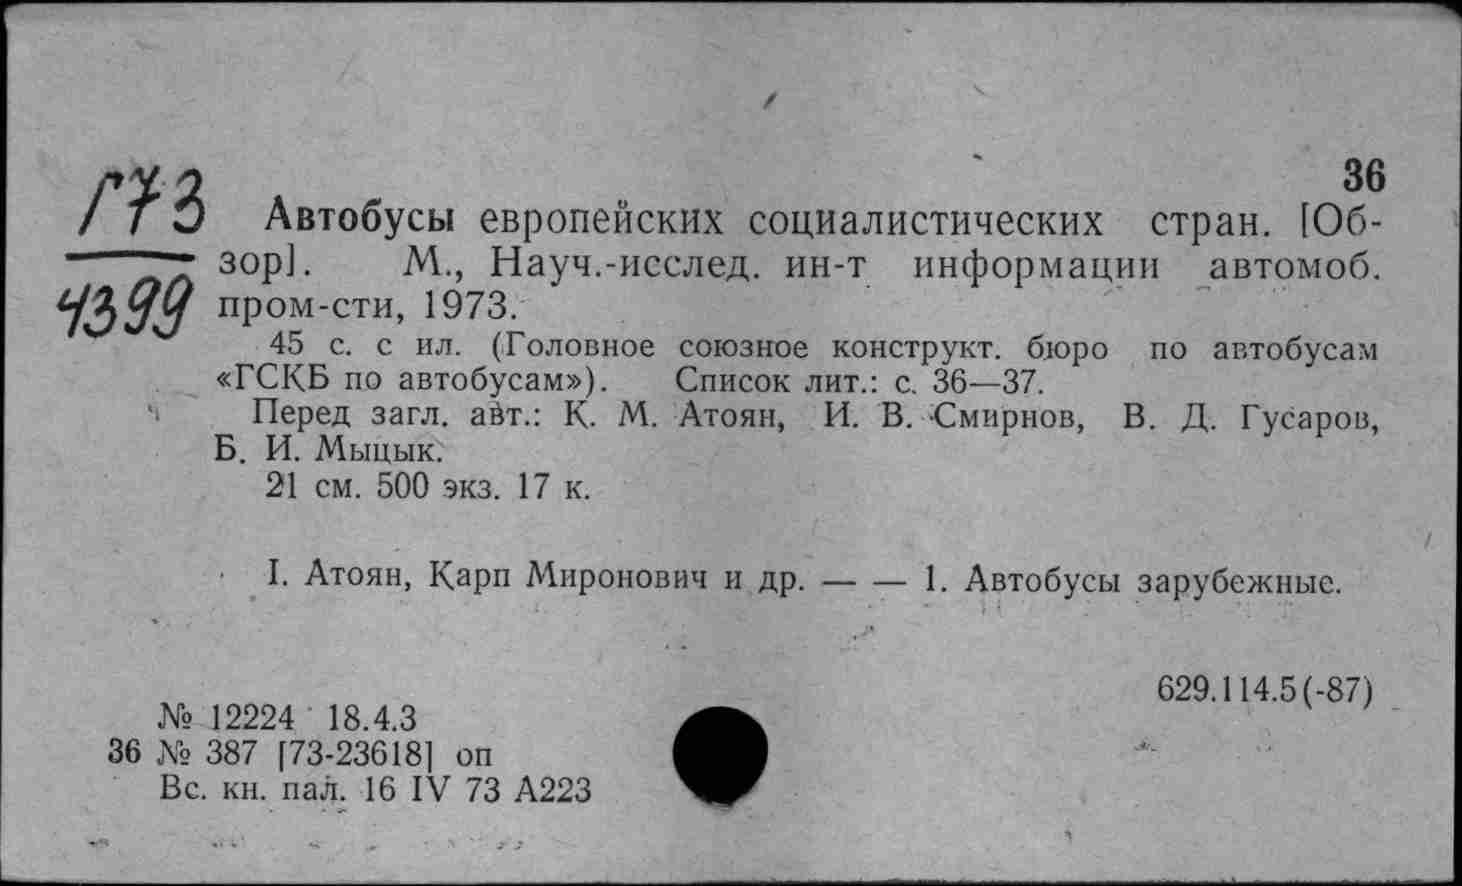 36
Г73 Автобусы европейских социалистических стран. [Об-
зор]. М., Науч.-исслед. ин-т информации автомоб.
4399 пром-сти, 1973.
45 с. с ил. (Головное союзное конструкт. бюро по автобусам
«ГСКБ по автобусам»). Список лит.: с. 36—37.
Перед загл. авт.: К. М. Атоян, И. В. Смирнов, В. Д. Гусаров,
Б. И. Мыцык.
21 см. 500 экз. 17 к.
I. Атоян, Карп Миронович и др. — — 1. Автобусы зарубежные.
629.114.5(-87)
№ 12224 18.4.3
36 № 387 [73-23618] оп
Вс. кн. пал. 16 IV 73 А223